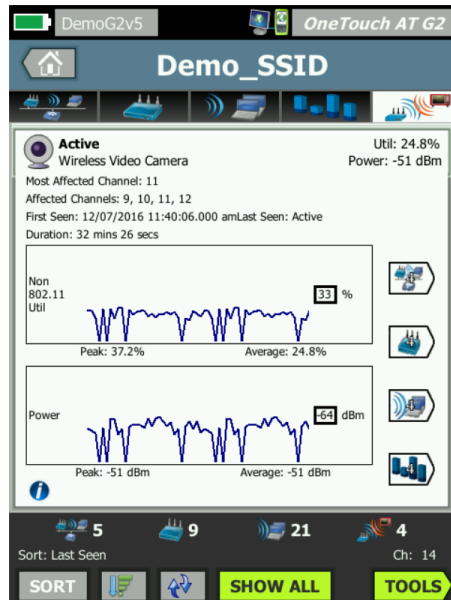 DemoG2v5
OneTouch AT G2
Demo_SSID
Active
Util: 24.8%
Wireless Video Camera
Power: -51 dBm
Most Affected Channel: 11
Affected Channels: 9, 10, 11, 12
First Seen: 12/07/2016 11:40:06.000 amLast Seen: Active
Duration: 32 mins 26 secs
Non
802.11
Util
33 %
Peak: 37.2%
Average: 24.8%
Power
-64 dBm
Peak: -51 dBm
Average: -51 dBm
5
9
21
4
Sort: Last Seen
Ch: 14
SORT
SHOW ALL
TOOLS